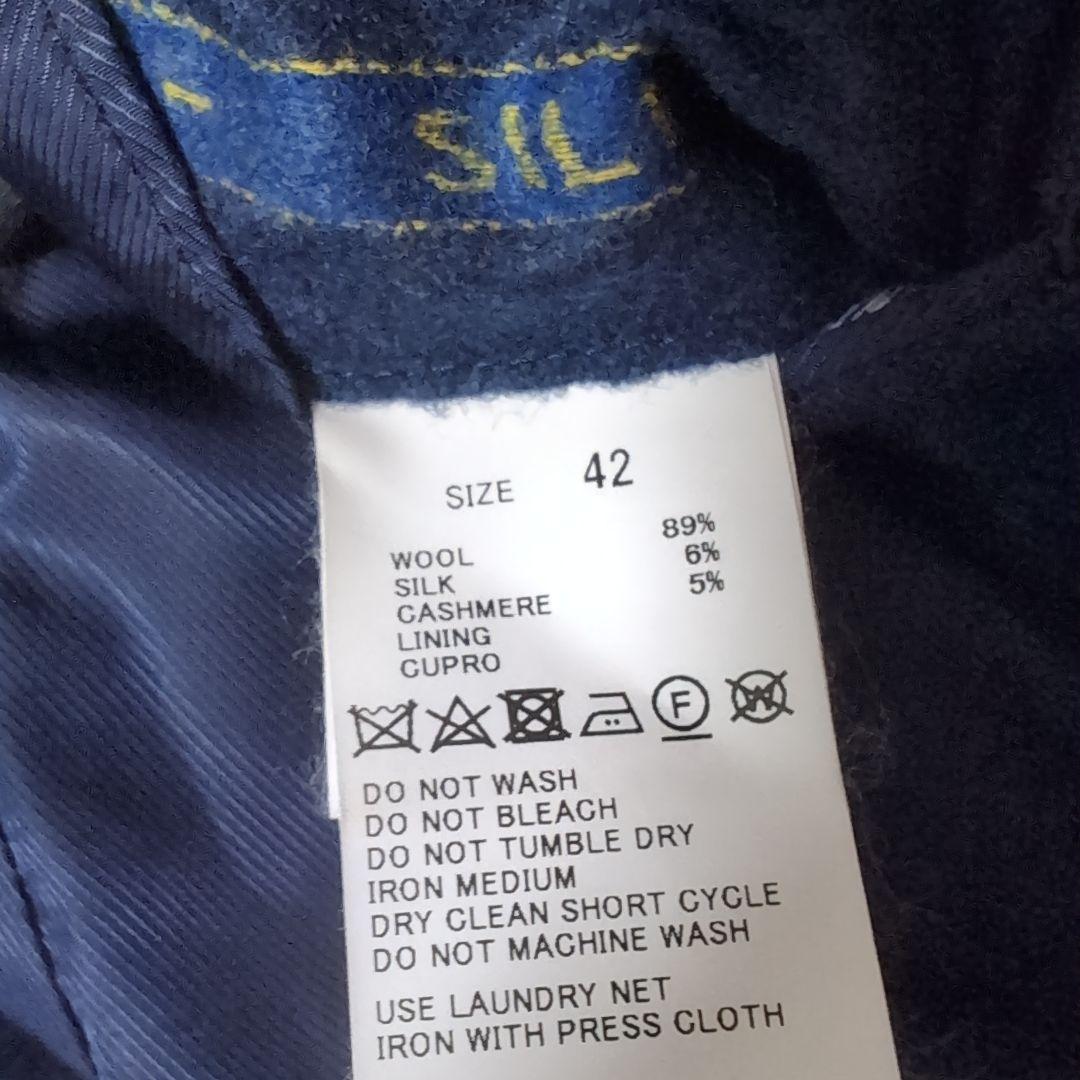 SIL
SIZE 42
89%
WOOL 6%
SILK 5%
CASHMERE
LINING
CUPRO
F W
DO NOT WASH
DO NOT BLEACH
DO NOT TUMBLE DRY
IRON MEDIUM
DRY CLEAN SHORT CYCLE
DO NOT MACHINE WASH
USE LAUNDRY NET
IRON WITH PRESS CLOTH